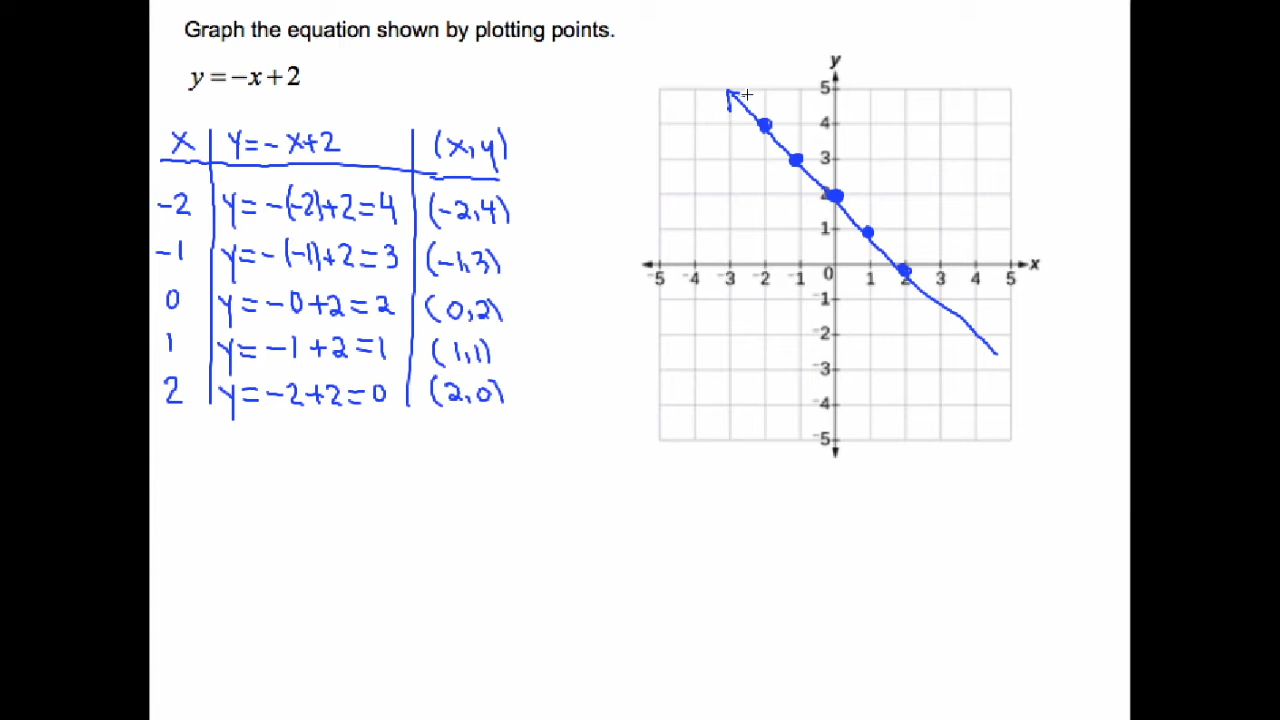 Graph the equation shown by plotting points.
y = −x + 2
x | y = - x+2 | (x,y)
-2 | y = -(-2)+2 = 4 | (-2,4)
-1 | y = -(-1)+2 = 3 | (-1,3)
0 | y = -0+2 = 2 | (0,2)
1 | y = -1+2 = 1 | (1,1)
2 | y = -2+2 = 0 | (2,0)
y
5
4
3
2
1
-5 -4 -3 -2 -1 0 1 2 3 4 5 x
-1
-2
-3
-4
-5